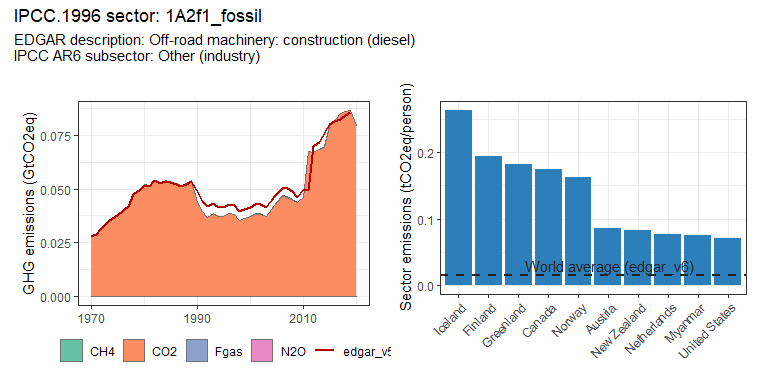 IPCC.1996 sector: 1A2f1_fossil
EDGAR description: Off-road machinery: construction (diesel)
IPCC AR6 subsector: Other (industry)
GHG emissions (GtCO2eq)
0.075
0.050
0.025
0.000
1970
1990
2010
CH4
CO2
Fgas
N2O
edgar_v5
Sector emissions (tCO2eq/person)
0.2
0.1
0.0
World average (edgar_v6)
Iceland
Finland
Greenland
Canada
Norway
Austria
New Zealand
Netherlands
Myanmar
United States